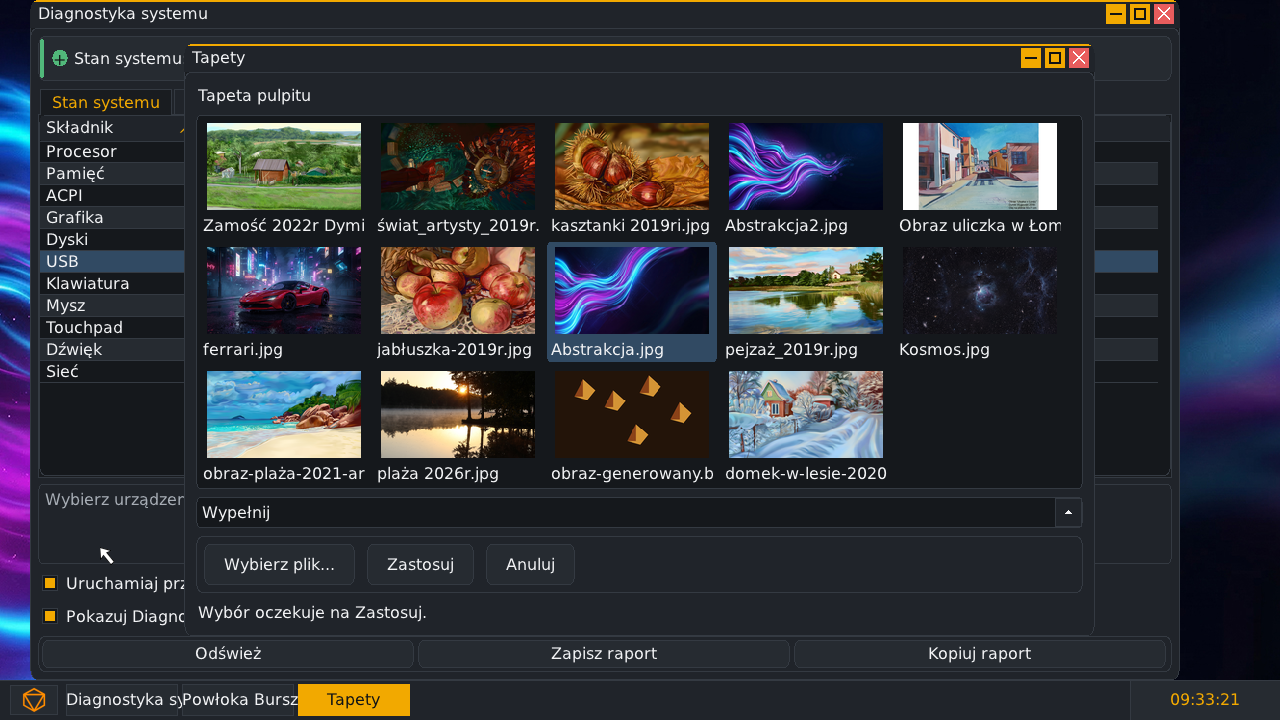 Diagnostyka systemu
Stan systemu
Tapety
Tapeta pulpitu
Stan systemu
Składnik
Procesor
Pamięć
ACPI
Grafika
Dyski
USB
Klawiatura
Mysz
Touchpad
Dźwięk
Sieć
Zamość 2022r Dymi
świat_artysty_2019r.
kasztanki 2019ri.jpg
Abstrakcja2.jpg
Obraz uliczka w Łom
ferrari.jpg
jabłuszka-2019r.jpg
Abstrakcja.jpg
pejzaż_2019r.jpg
Kosmos.jpg
obraz-plaża-2021-ar
plaża 2026r.jpg
obraz-generowany.b
domek-w-lesie-2020
Wybierz urządzen
Wypełnij
Wybierz plik...
Zastosuj
Anuluj
Uruchamiaj prz
Pokazuj Diagno
Wybór oczekuje na Zastosuj.
Odśwież
Zapisz raport
Kopiuj raport
Diagnostyka sy
Powłoka Bursz
Tapety
09:33:21